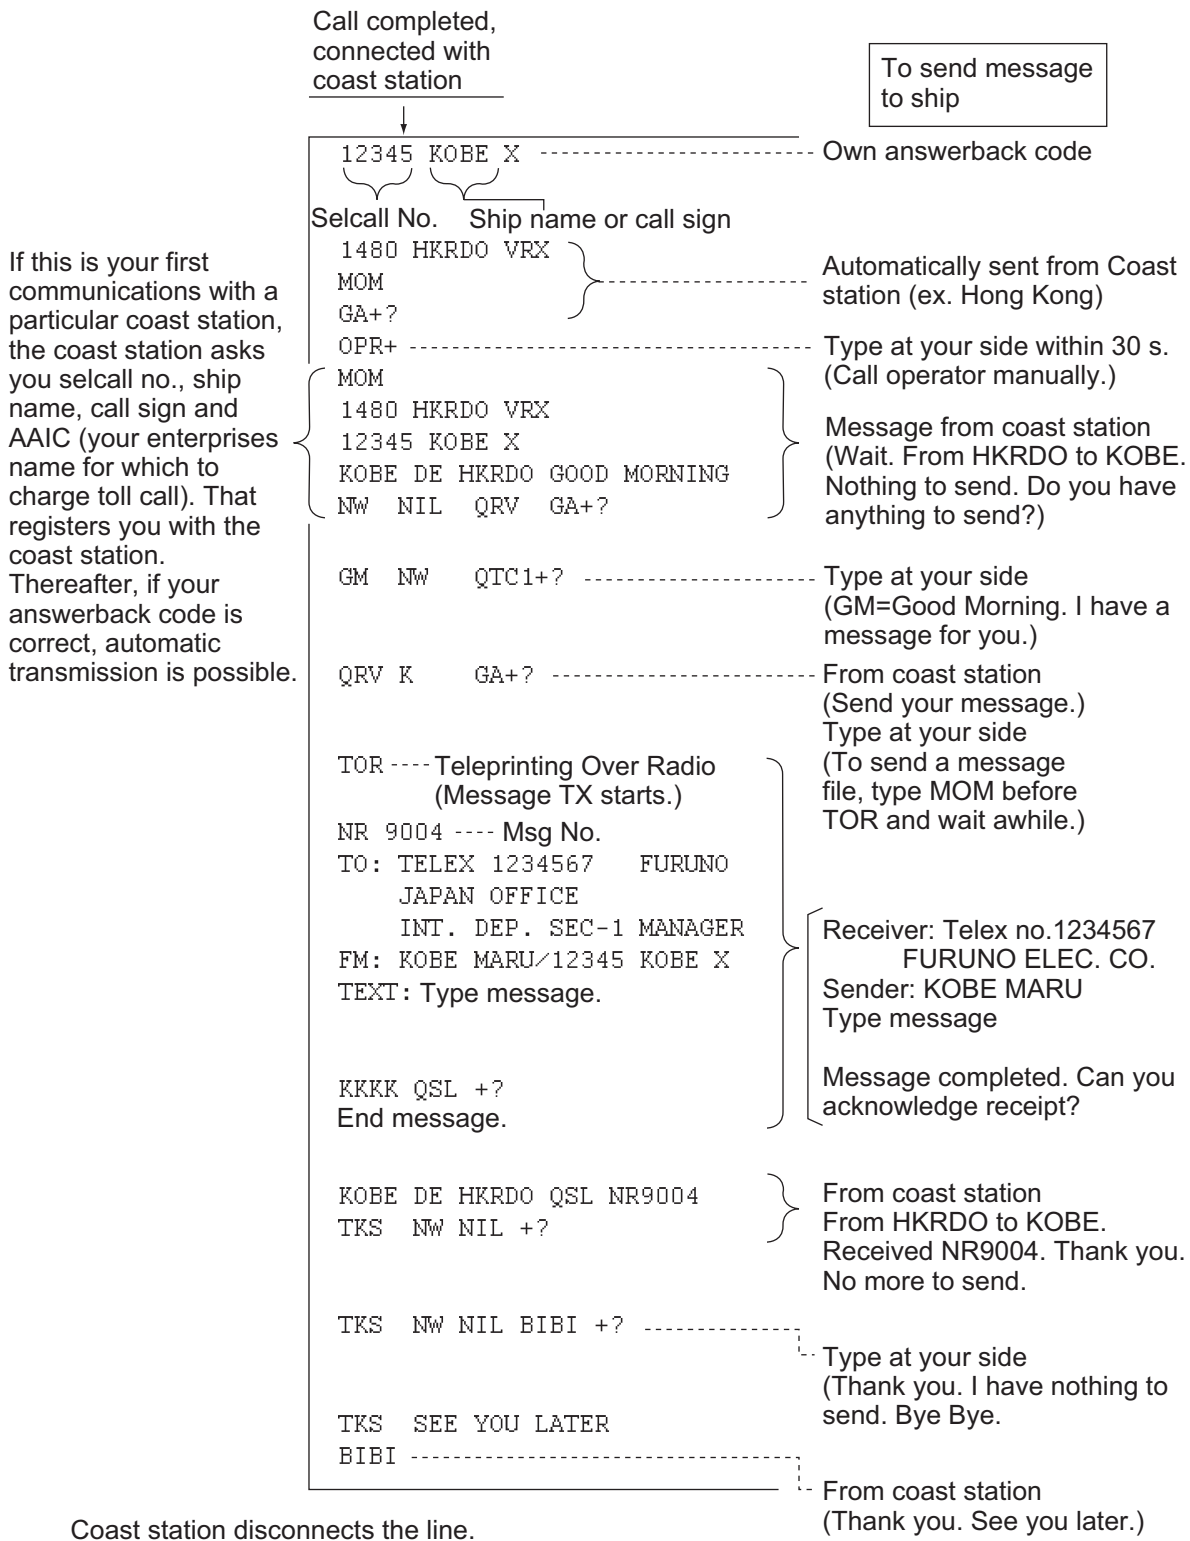 Call completed,
connected with
coast station
To send message
to ship
12345 KOBE X
Own answerback code
Selcall No.
Ship name or call sign
If this is your first
communications with a
particular coast station,
the coast station asks
you selcall no., ship
name, call sign and
AAIC (your enterprises
name for which to
charge toll call). That
registers you with the
coast station.
Thereafter, if your
answerback code is
correct, automatic
transmission is possible.
1480 HKRDO VRX
MOM
GA+?
Automatically sent from Coast
station (ex. Hong Kong)
OPR+
Type at your side within 30 s.
(Call operator manually.)
MOM
1480 HKRDO VRX
12345 KOBE X
KOBE DE HKRDO GOOD MORNING
NW NIL QRV GA+?
Message from coast station
(Wait. From HKRDO to KOBE.
Nothing to send. Do you have
anything to send?)
GM NW QTC1+?
Type at your side
(GM=Good Morning. I have a
message for you.)
QRV K GA+?
From coast station
(Send your message.)
Type at your side
(To send a message
file, type MOM before
TOR and wait awhile.)
TOR ---- Teleprinting Over Radio
(Message TX starts.)
NR 9004 ---- Msg No.
TO: TELEX 1234567 FURUNO
JAPAN OFFICE
INT. DEP. SEC-1 MANAGER
FM: KOBE MARU/12345 KOBE X
TEXT: Type message.
Receiver: Telex no.1234567
FURUNO ELEC. CO.
Sender: KOBE MARU
Type message
KKKK QSL +?
End message.
Message completed. Can you
acknowledge receipt?
KOBE DE HKRDO QSL NR9004
TKS NW NIL +?
From coast station
From HKRDO to KOBE.
Received NR9004. Thank you.
No more to send.
TKS NW NIL BIBI +?
Type at your side
(Thank you. I have nothing to
send. Bye Bye.
TKS SEE YOU LATER
BIBI
From coast station
(Thank you. See you later.)
Coast station disconnects the line.